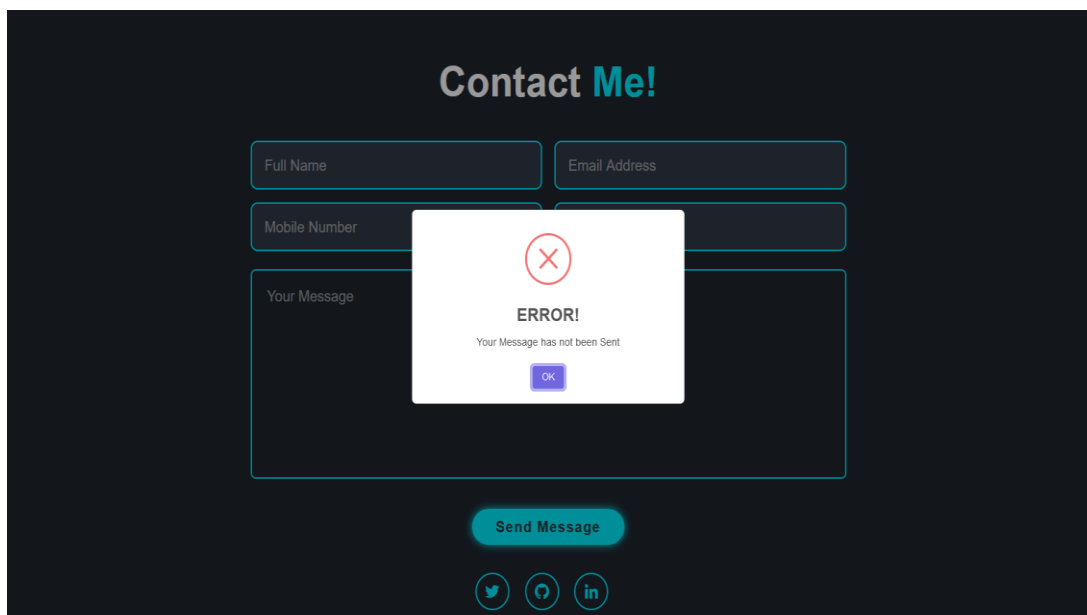 Contact Me!
Full Name
Email Address
Mobile Number
Your Message
ERROR!
Your Message has not been Sent
OK
Send Message
in